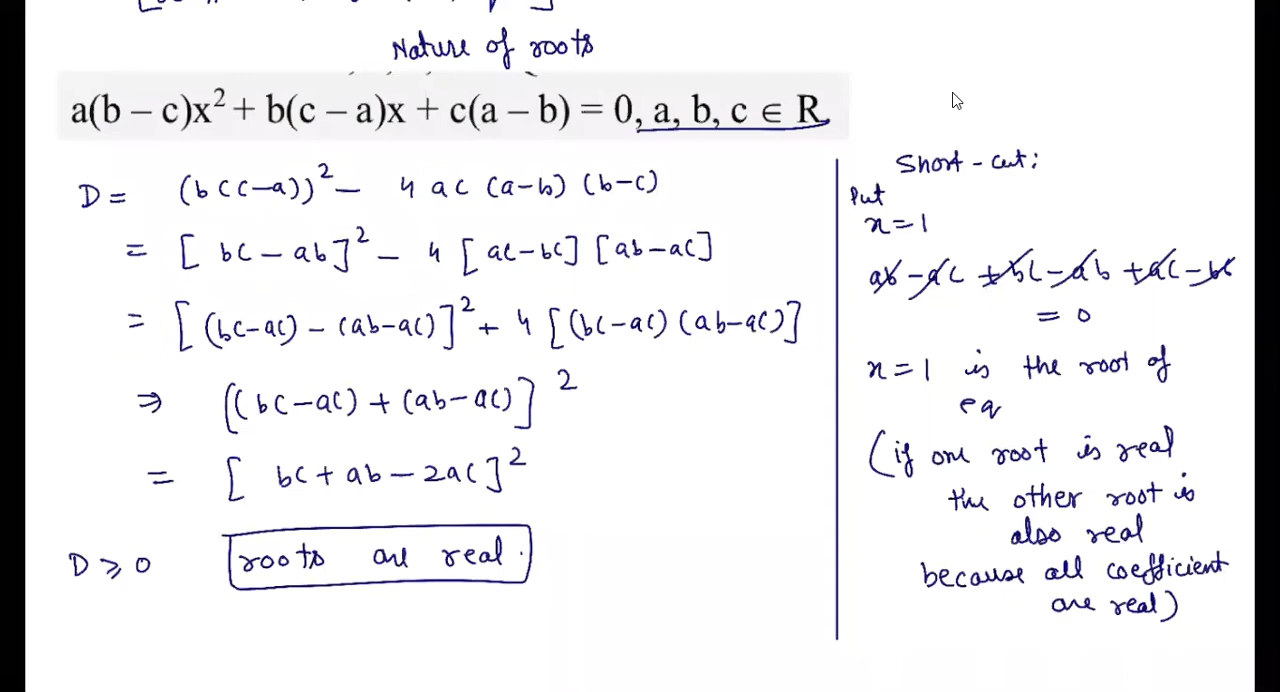 Nature of roots
a(b – c)x² + b(c – a)x + c(a – b) = 0, a, b, c ∈ R
D = (b(c-a))² - 4ac (a-b) (b-c)
= [bc - ab]² - 4 [ac-bc] [ab-ac]
= [(bc-ac) - (ab-ac)]² + 4 [(bc-ac) (ab-ac)]
⇒ [(bc-ac) + (ab-ac)]²
= [bc + ab - 2ac]²
D ⩾ 0 roots are real.
Short-cut:
Put
x = 1
ab - ac + bc - ab + ac - bc
= 0
x = 1 is the root of
eq
(if one root is real
the other root is
also real
because all coefficient
are real)